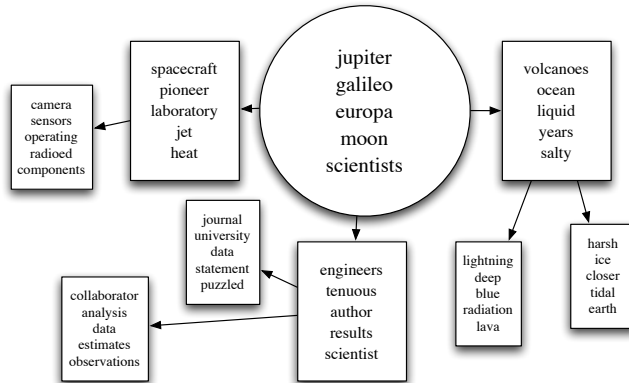 jupiter
galileo
europa
moon
scientists
spacecraft
pioneer
laboratory
jet
heat
camera
sensors
operating
radioed
components
volcanoes
ocean
liquid
years
salty
lightning
deep
blue
radiation
lava
harsh
ice
closer
tidal
earth
engineers
tenuous
author
results
scientist
journal
university
data
statement
puzzled
collaborator
analysis
data
estimates
observations